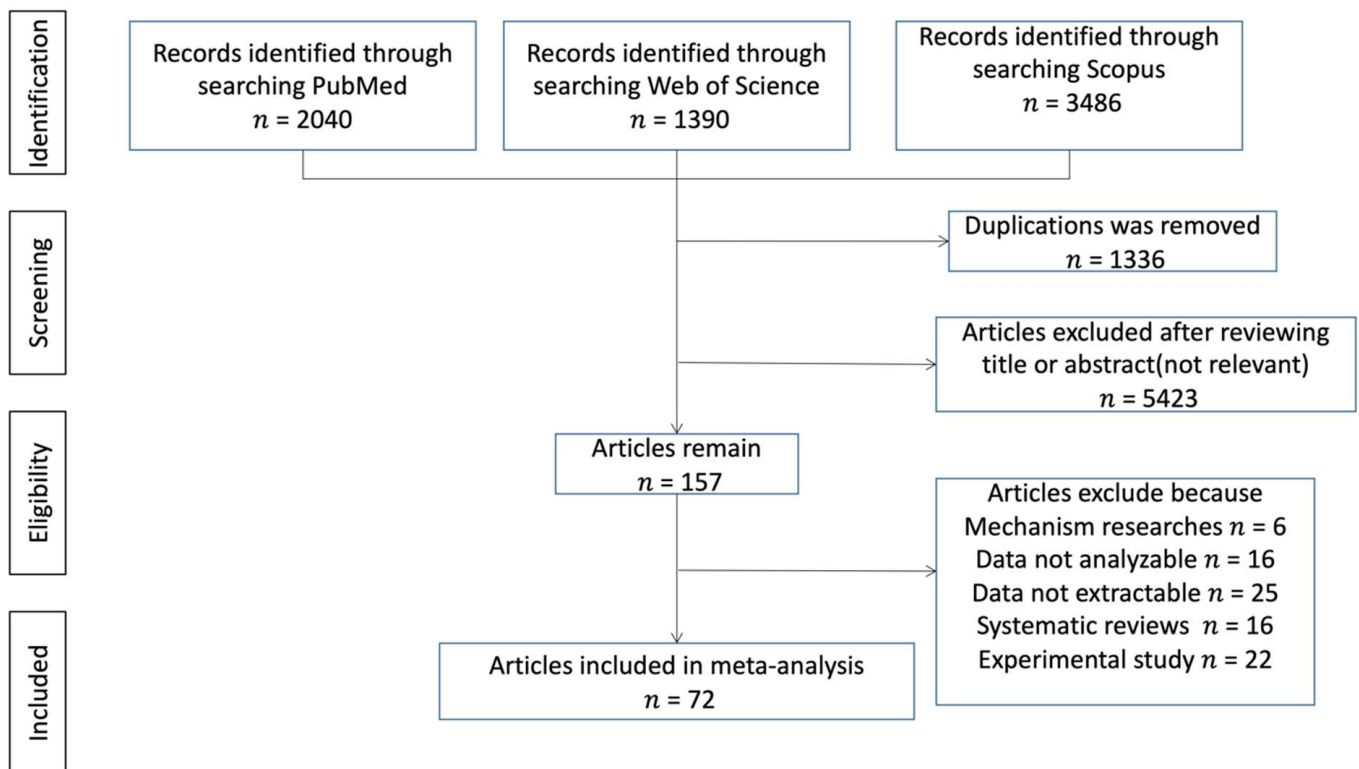 Identification
Records identified through
searching PubMed
n = 2040
Records identified through
searching Web of Science
n = 1390
Records identified through
searching Scopus
n = 3486
Screening
Duplications was removed
n = 1336
Articles excluded after reviewing
title or abstract(not relevant)
n = 5423
Eligibility
Articles remain
n = 157
Articles exclude because
Mechanism researches n = 6
Data not analyzable n = 16
Data not extractable n = 25
Systematic reviews n = 16
Experimental study n = 22
Included
Articles included in meta-analysis
n = 72